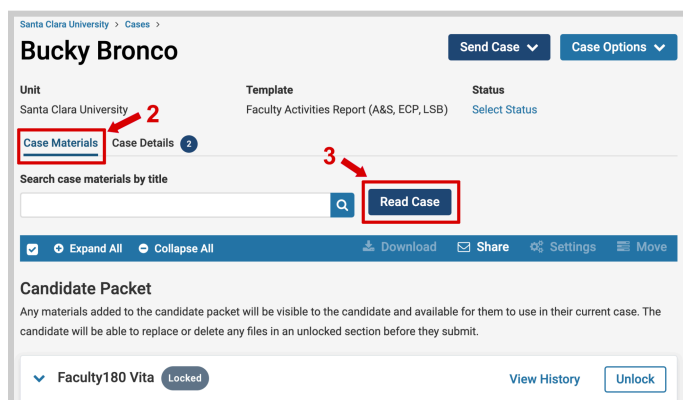 Santa Clara University > Cases >
Bucky Bronco
Send Case
Case Options
Unit
Template
Status
Santa Clara University
Faculty Activities Report (A&S, ECP, LSB)
Select Status
2
Case Materials
Case Details 2
3
Search case materials by title
Read Case
Expand All
Collapse All
Download
Share
Settings
Move
Candidate Packet
Any materials added to the candidate packet will be visible to the candidate and available for them to use in their current case. The
candidate will be able to replace or delete any files in an unlocked section before they submit.
Faculty180 Vita
Locked
View History
Unlock